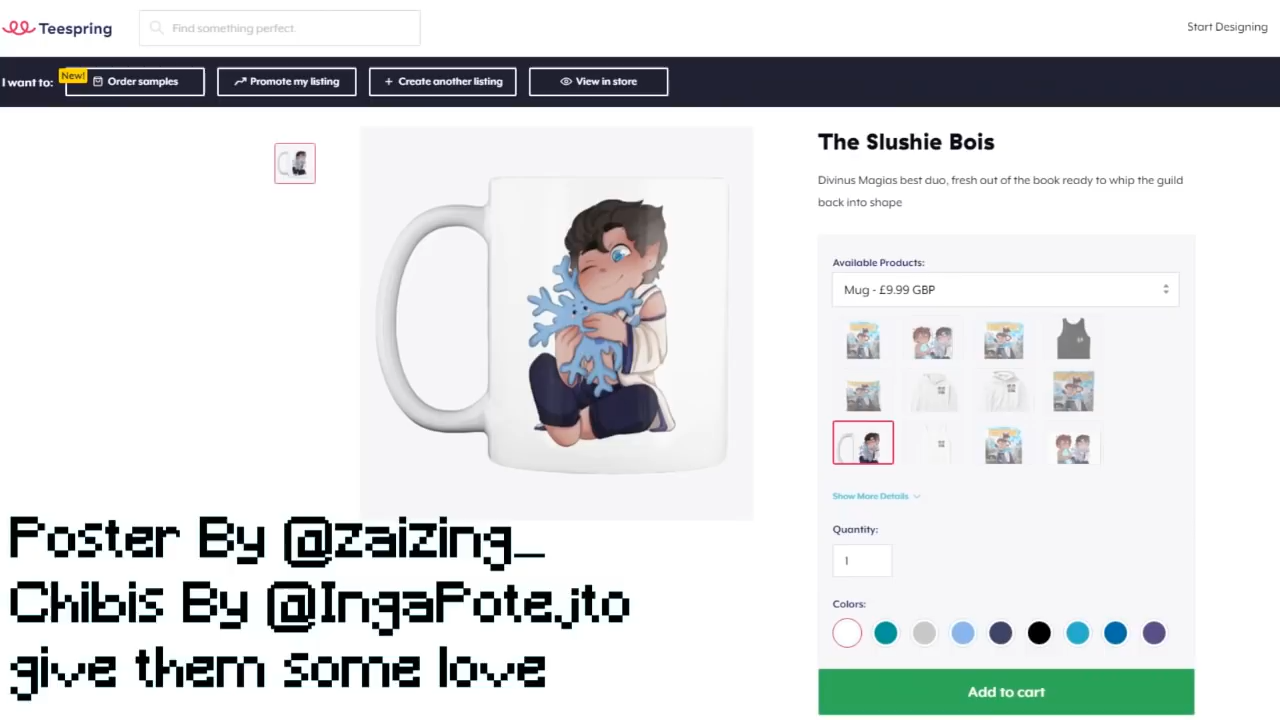 Teespring
Find something perfect.
Start Designing
I want to:
New!
Order samples
Promote my listing
+ Create another listing
View in store
The Slushie Bois
Divinus Magias best duo, fresh out of the book ready to whip the guild
back into shape
Available Products:
Mug - £9.99 GBP
Show More Details
Quantity:
1
Colors:
Add to cart
Poster By @zaizing_
Chibis By @IngaPote.jto
give them some love